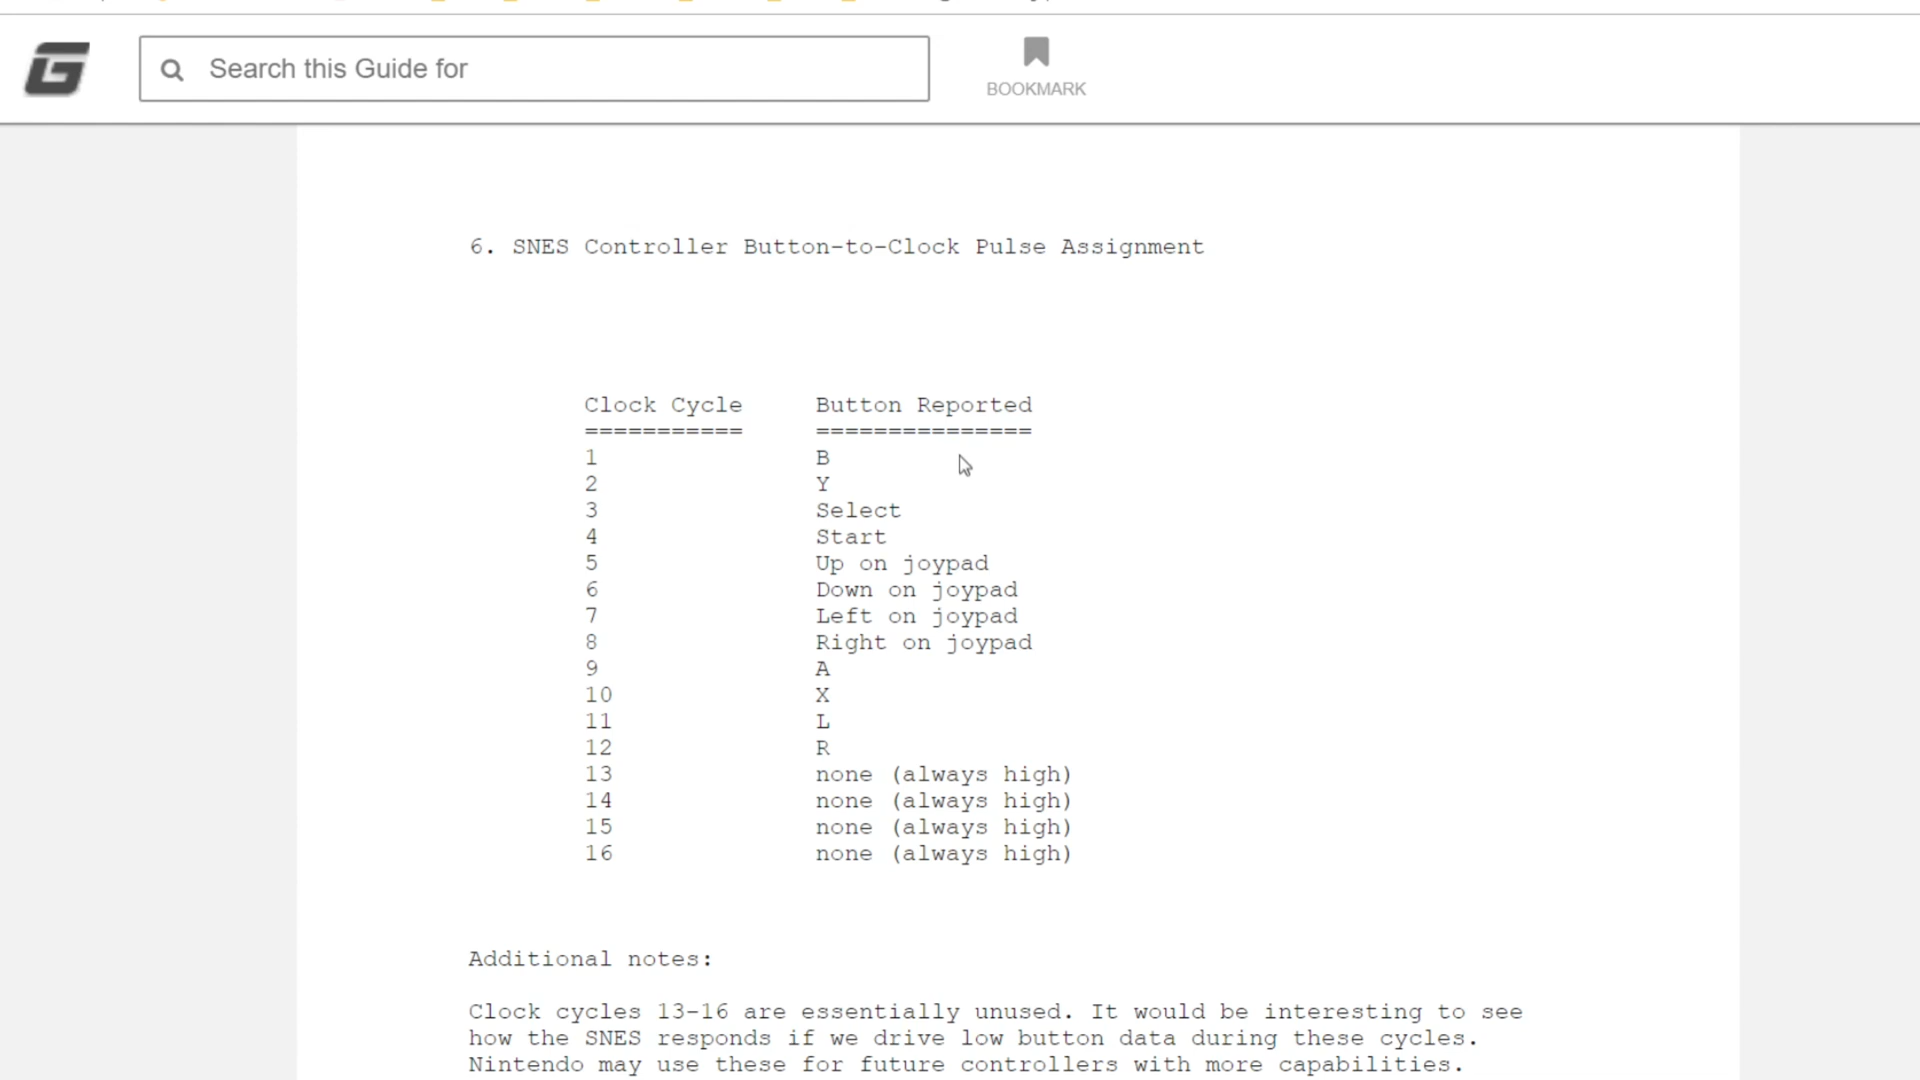 Search this Guide for
BOOKMARK
6. SNES Controller Button-to-Clock Pulse Assignment
Clock Cycle Button Reported
=========== ===============
1 B
2 Y
3 Select
4 Start
5 Up on joypad
6 Down on joypad
7 Left on joypad
8 Right on joypad
9 A
10 X
11 L
12 R
13 none (always high)
14 none (always high)
15 none (always high)
16 none (always high)
Additional notes:
Clock cycles 13-16 are essentially unused. It would be interesting to see
how the SNES responds if we drive low button data during these cycles.
Nintendo may use these for future controllers with more capabilities.